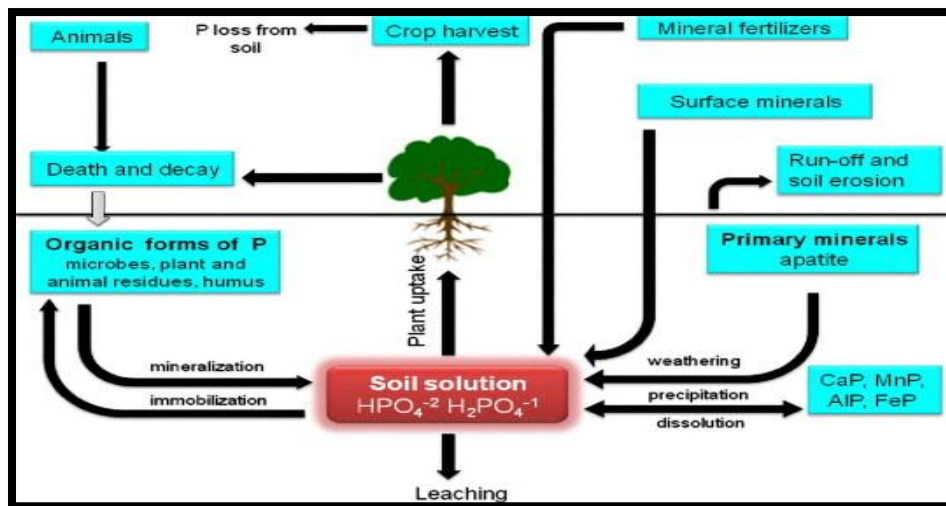 Animals
P loss from
soil
Crop harvest
Mineral fertilizers
Surface minerals
Death and decay
Run-off and
soil erosion
Organic forms of P
microbes, plant and
animal residues, humus
Primary minerals
apatite
Plant uptake
mineralization
immobilization
Soil solution
HPO₄⁻² H₂PO₄⁻¹
weathering
precipitation
dissolution
CaP, MnP,
AlP, FeP
Leaching